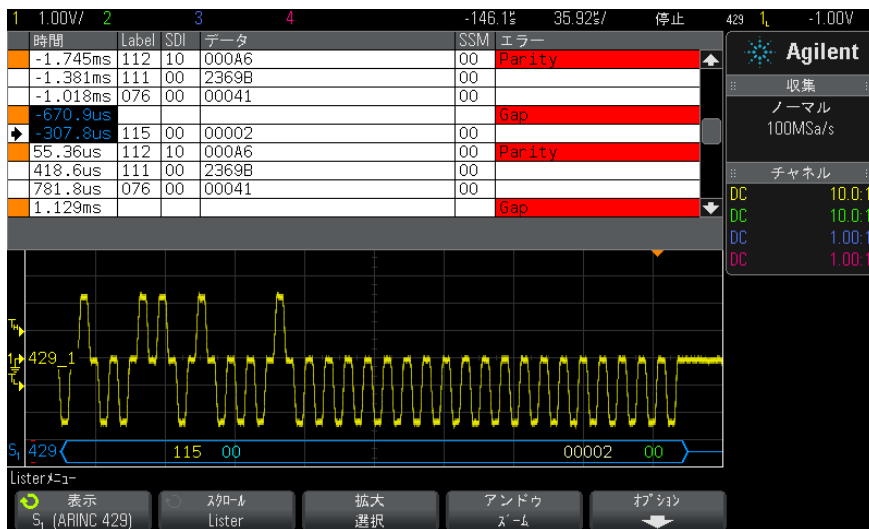 1 1.00V/ 2 3 4 -146.1us 35.92us/ 停止 429 1 -1.00V
時間 Label SDI データ SSM エラー
-1.745ms 112 10 000A6 00 Parity
-1.381ms 111 00 2369B 00
-1.018ms 076 00 00041 00
-670.9us Gap
-307.8us 115 00 00002 00
55.36us 112 10 000A6 00 Parity
418.6us 111 00 2369B 00
781.8us 076 00 00041 00
1.129ms Gap
Agilent
収集
ノーマル
100MSa/s
チャネル
DC 10.0:1
DC 10.0:1
DC 1.00:1
DC 1.00:1
TH
1 429_1
TL
S1 429 115 00 00002 00
Listerメニュー
表示
S1 (ARINC 429)
スクロール
Lister
拡大
選択
アンドゥ
ズーム
オプション